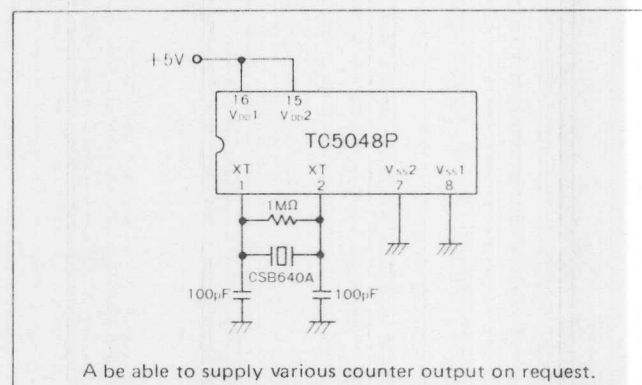 +5V
16 15
VDD1 VDD2
TC5048P
XT XT VSS2 VSS1
1 2 7 8
1MΩ
CSB640A
100pF 100pF
A be able to supply various counter output on request.